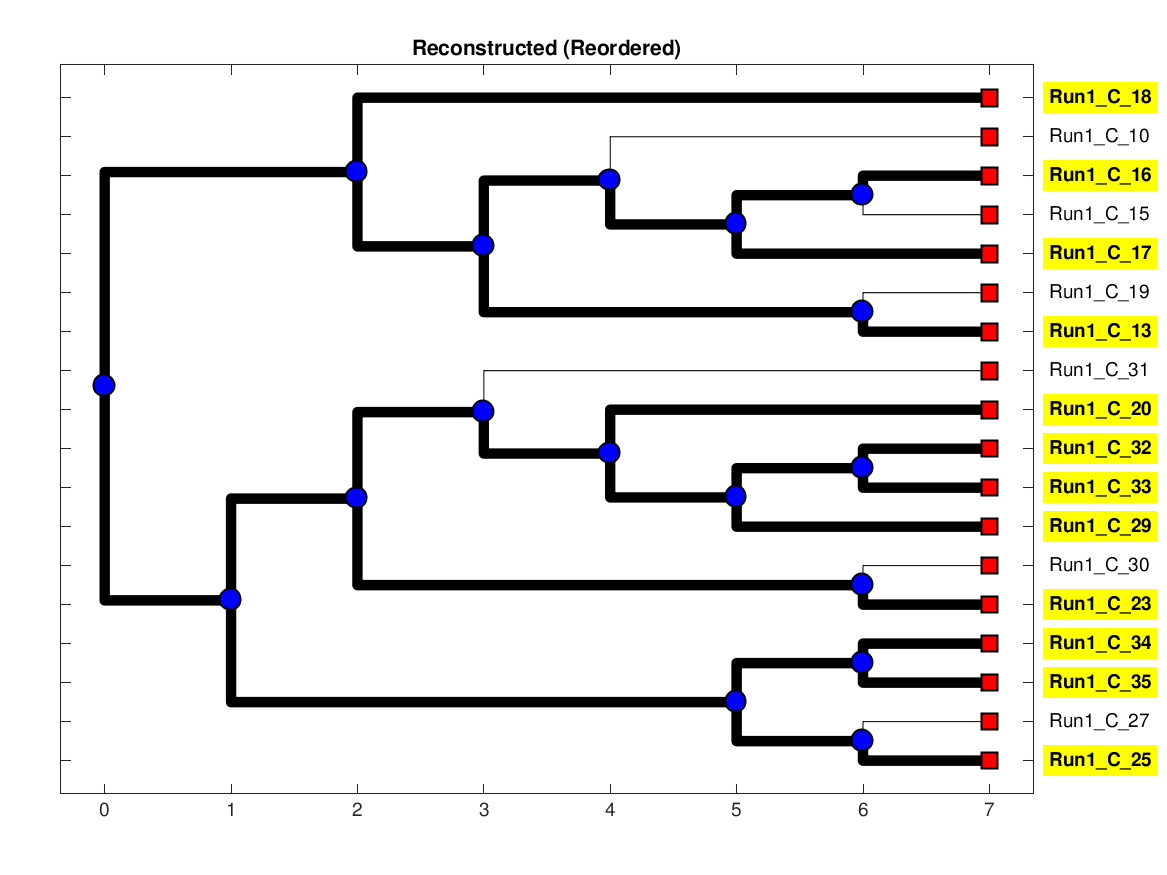 Reconstructed (Reordered)
Run1_C_18
Run1_C_10
Run1_C_16
Run1_C_15
Run1_C_17
Run1_C_19
Run1_C_13
Run1_C_31
Run1_C_20
Run1_C_32
Run1_C_33
Run1_C_29
Run1_C_30
Run1_C_23
Run1_C_34
Run1_C_35
Run1_C_27
Run1_C_25
0 1 2 3 4 5 6 7